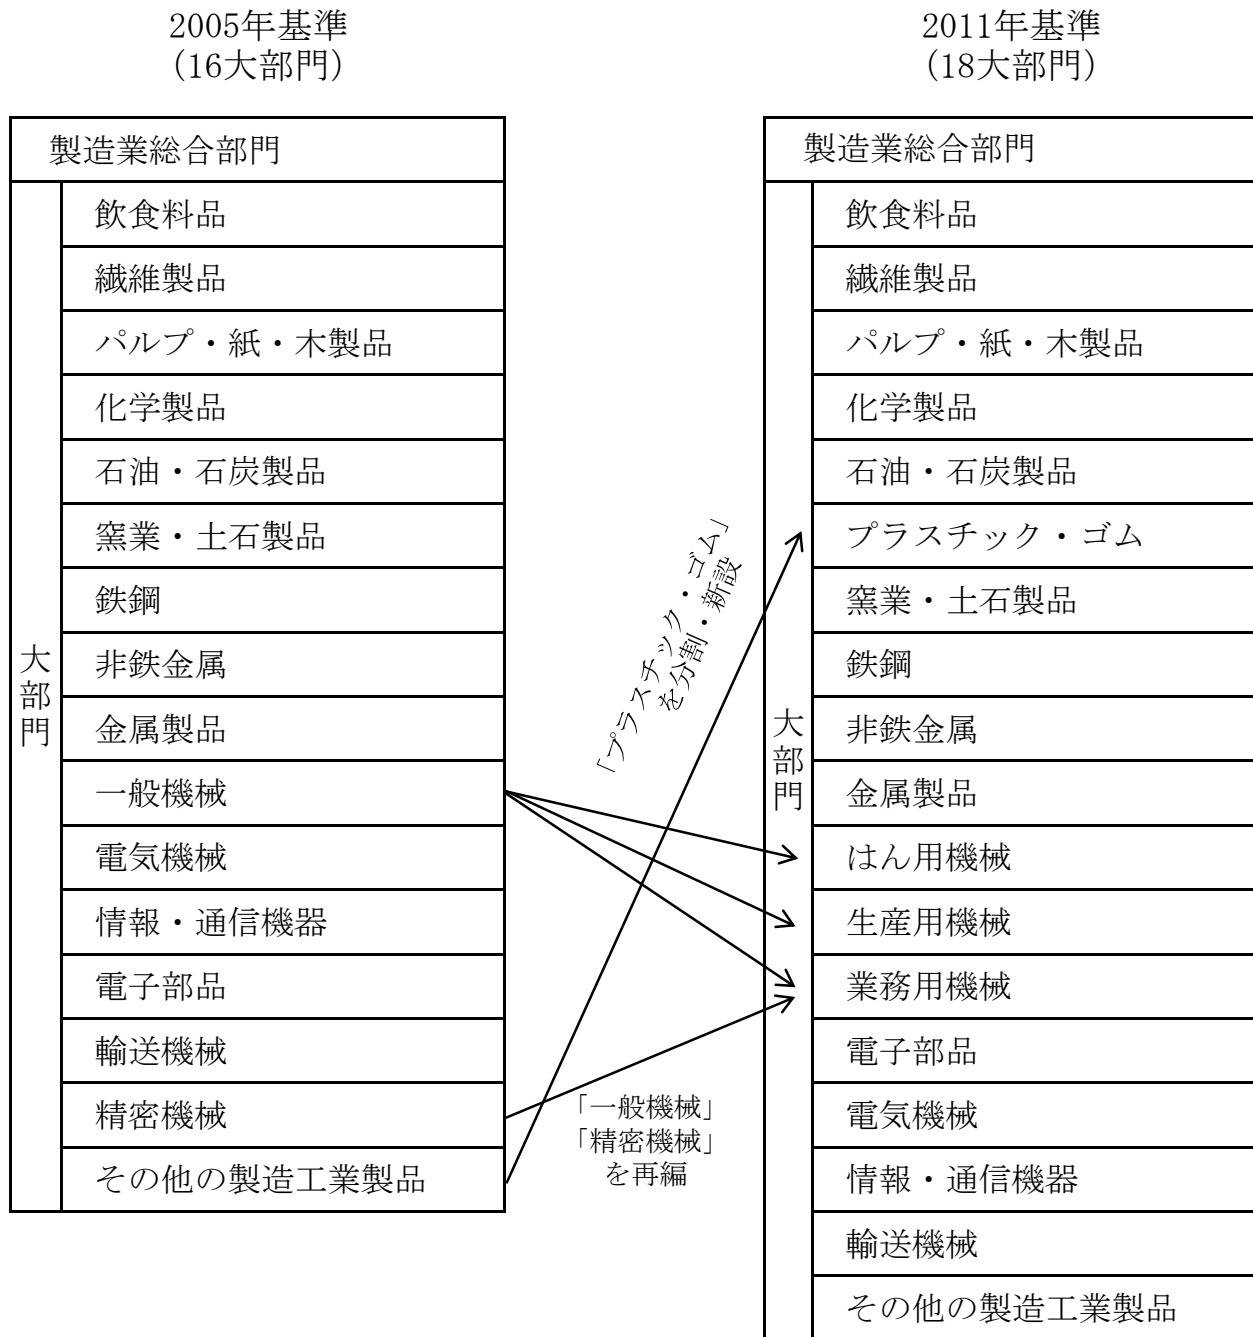 2005年基準
（16大部門）
製造業総合部門
大部門
飲食料品
繊維製品
パルプ・紙・木製品
化学製品
石油・石炭製品
窯業・土石製品
鉄鋼
非鉄金属
金属製品
一般機械
電気機械
情報・通信機器
電子部品
輸送機械
精密機械
その他の製造工業製品
「プラスチック・ゴム」
を分割・新設
「一般機械」
「精密機械」
を再編
2011年基準
（18大部門）
製造業総合部門
大部門
飲食料品
繊維製品
パルプ・紙・木製品
化学製品
石油・石炭製品
プラスチック・ゴム
窯業・土石製品
鉄鋼
非鉄金属
金属製品
はん用機械
生産用機械
業務用機械
電子部品
電気機械
情報・通信機器
輸送機械
その他の製造工業製品